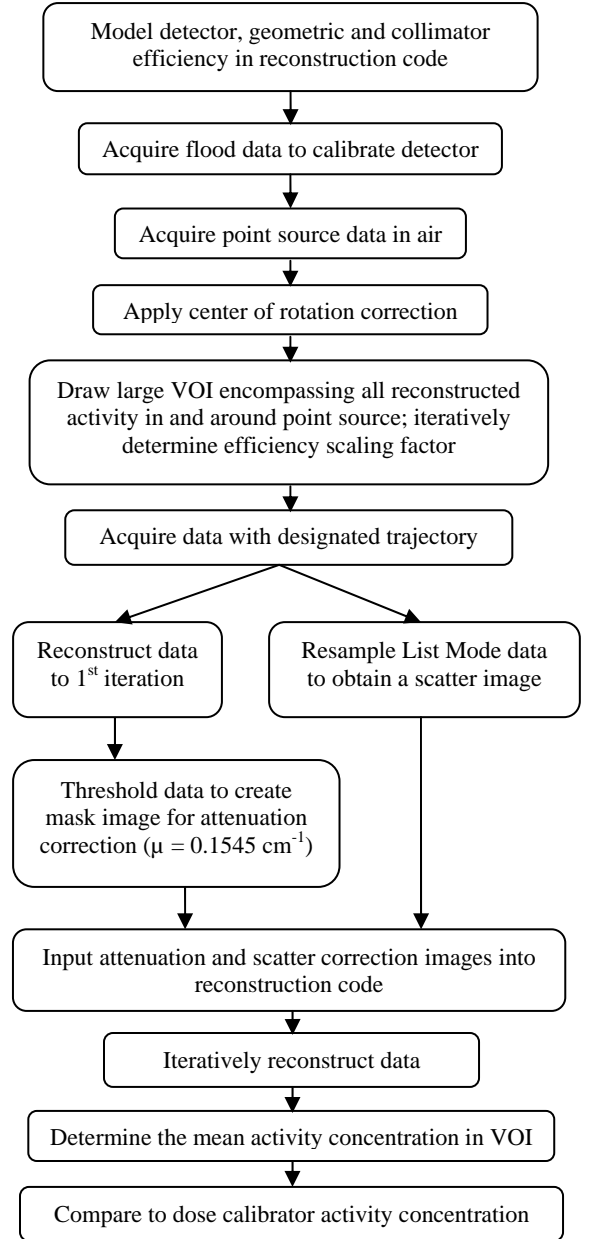 Model detector, geometric and collimator
efficiency in reconstruction code
Acquire flood data to calibrate detector
Acquire point source data in air
Apply center of rotation correction
Draw large VOI encompassing all reconstructed
activity in and around point source; iteratively
determine efficiency scaling factor
Acquire data with designated trajectory
Reconstruct data
to 1st iteration
Resample List Mode data
to obtain a scatter image
Threshold data to create
mask image for attenuation
correction (μ = 0.1545 cm-1)
Input attenuation and scatter correction images into
reconstruction code
Iteratively reconstruct data
Determine the mean activity concentration in VOI
Compare to dose calibrator activity concentration